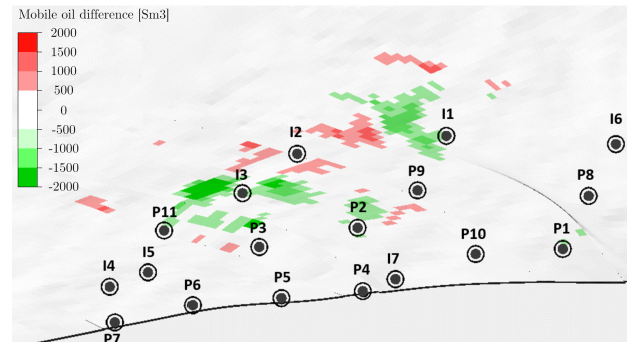 Mobile oil difference [Sm3]
2000
1000
500
0
-500
-1000
-1500
-2000
I1
I6
I2
I3
P9
P8
P11
P3
P2
P10
P1
I5
I4
I7
P6
P5
P4
P7